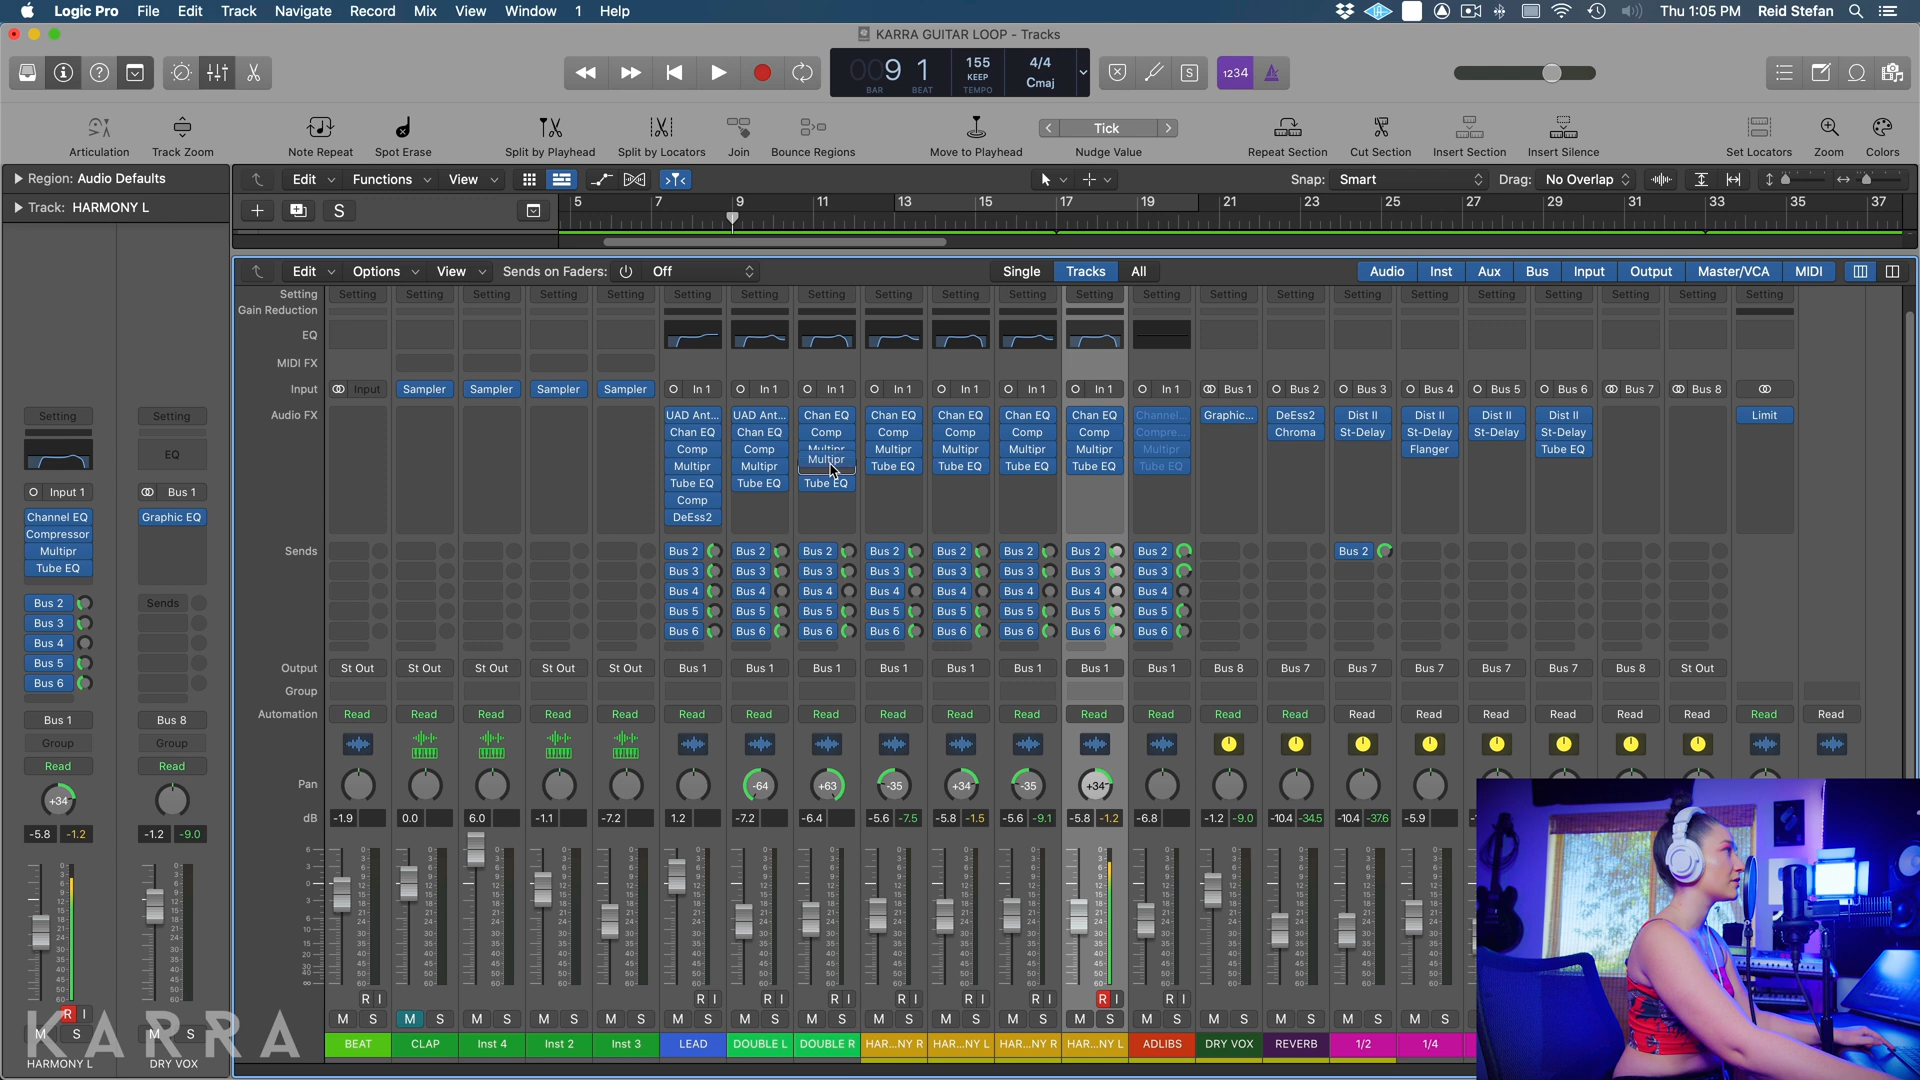 Logic Pro File Edit Track Navigate Record Mix View Window 1 Help
Thu 1:05 PM Reid Stefan
KARRA GUITAR LOOP - Tracks
9 1 155 4/4
KEEP Cmaj
BAR BEAT TEMPO
1234
Articulation Track Zoom Note Repeat Spot Erase Split by Playhead Split by Locators Join Bounce Regions Move to Playhead Tick Nudge Value Repeat Section Cut Section Insert Section Insert Silence Set Locators Zoom Colors
Region: Audio Defaults
Edit Functions View Snap: Smart Drag: No Overlap
Track: HARMONY L
S
5 7 9 11 13 15 17 19 21 23 25 27 29 31 33 35 37
Edit Options View Sends on Faders: Off Single Tracks All Audio Inst Aux Bus Input Output Master/VCA MIDI
Setting Setting Setting Setting Setting Setting Setting Setting Setting Setting Setting Setting Setting Setting Setting Setting Setting Setting Setting Setting Setting Setting Setting
Gain Reduction
EQ
MIDI FX
Input Input Sampler Sampler Sampler Sampler In 1 In 1 In 1 In 1 In 1 In 1 In 1 In 1 Bus 1 Bus 2 Bus 3 Bus 4 Bus 5 Bus 6 Bus 7 Bus 8
Audio FX UAD Ant... UAD Ant... Chan EQ Chan EQ Chan EQ Chan EQ Chan EQ Channel... Graphic... DeEss2 Dist II Dist II Dist II Dist II Limit
Chan EQ Chan EQ Comp Comp Comp Comp Comp Compre... Chroma St-Delay St-Delay St-Delay St-Delay
Comp Comp Multipr Multipr Multipr Multipr Multipr Multipr Flanger Tube EQ
Multipr
Multipr Multipr Tube EQ Tube EQ Tube EQ Tube EQ Tube EQ
Tube EQ Tube EQ Tube EQ
Comp
DeEss2
Sends Bus 2 Bus 2 Bus 2 Bus 2 Bus 2 Bus 2 Bus 2 Bus 2 Bus 2
Bus 3 Bus 3 Bus 3 Bus 3 Bus 3 Bus 3 Bus 3 Bus 3
Bus 4 Bus 4 Bus 4 Bus 4 Bus 4 Bus 4 Bus 4 Bus 4
Bus 5 Bus 5 Bus 5 Bus 5 Bus 5 Bus 5 Bus 5 Bus 5
Bus 6 Bus 6 Bus 6 Bus 6 Bus 6 Bus 6 Bus 6 Bus 6
Output St Out St Out St Out St Out St Out Bus 1 Bus 1 Bus 1 Bus 1 Bus 1 Bus 1 Bus 1 Bus 1 Bus 8 Bus 7 Bus 7 Bus 7 Bus 7 Bus 7 Bus 8 St Out
Group
Automation Read Read Read Read Read Read Read Read Read Read Read Read Read Read Read Read Read Read Read Read Read Read Read
Pan -64 +63 -35 +34 -35 +34
dB -1.9 0.0 6.0 -1.1 -7.2 1.2 -7.2 -6.4 -5.6 -7.5 -5.8 -1.5 -5.6 -9.1 -5.8 -1.2 -6.8 -1.2 -9.0 -10.4 -34.5 -10.4 -37.6 -5.9
R I R I R I R I R I R I R I R I
M S M S M S M S M S M S M S M S M S M S M S M S M S M S M S M S M S
BEAT CLAP Inst 4 Inst 2 Inst 3 LEAD DOUBLE L DOUBLE R HAR...NY R HAR...NY L HAR...NY R HAR...NY L ADLIBS DRY VOX REVERB 1/2 1/4
Setting Setting
EQ
Input 1 Bus 1
Channel EQ Graphic EQ
Compressor
Multipr
Tube EQ
Bus 2 Sends
Bus 3
Bus 4
Bus 5
Bus 6
Bus 1 Bus 8
Group Group
Read Read
+34
-5.8 -1.2 -1.2 -9.0
R I
M S M S
KARRA
HARMONY L DRY VOX